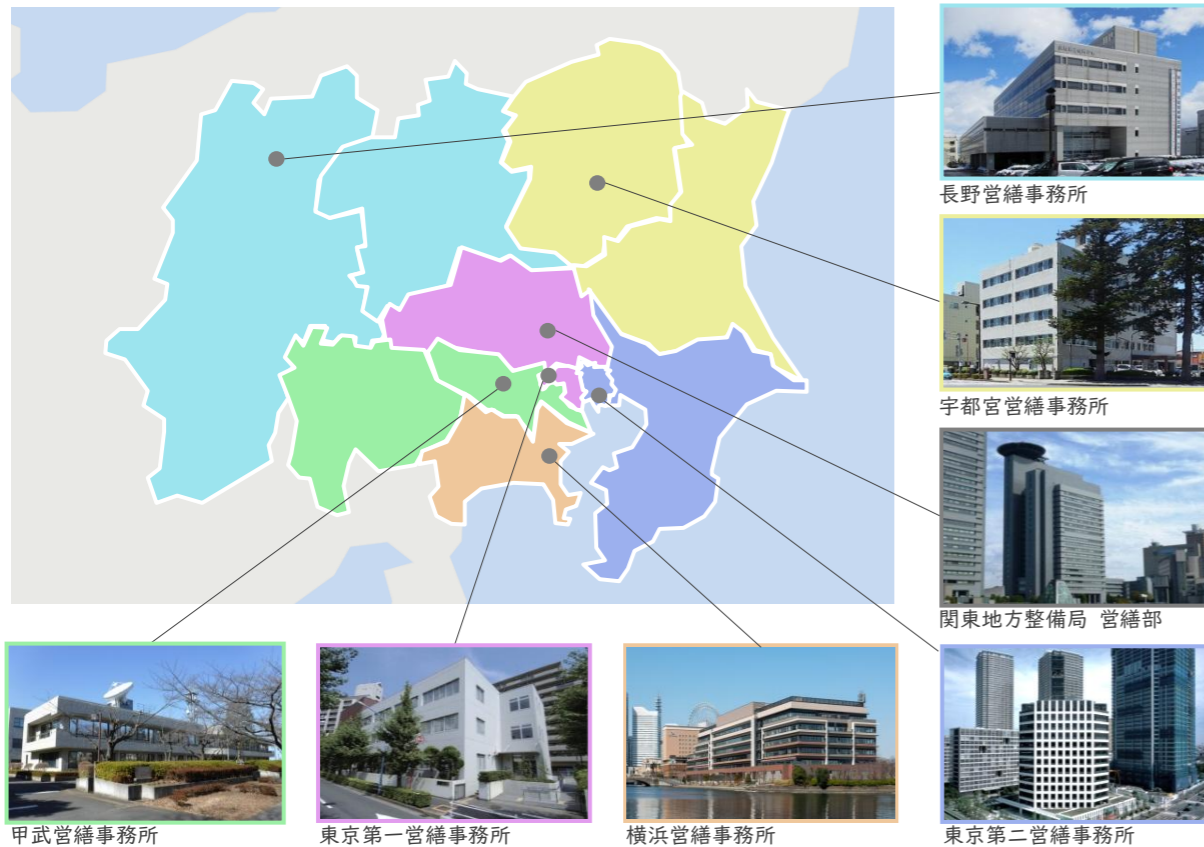 長野営繕事務所
宇都宮営繕事務所
関東地方整備局 営繕部
甲武営繕事務所
東京第一営繕事務所
横浜営繕事務所
東京第二営繕事務所